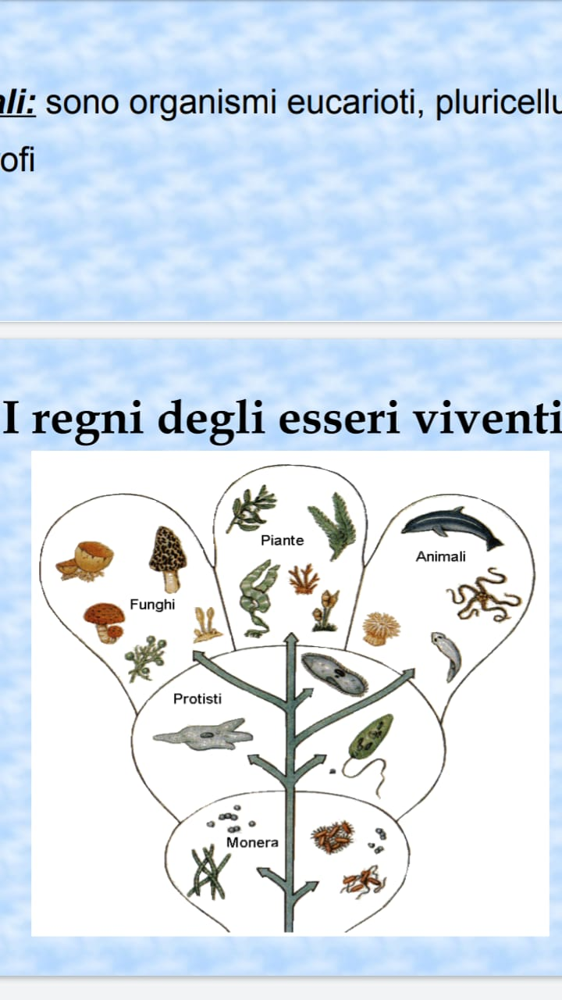 ali: sono organismi eucarioti, pluricellu
ofi
I regni degli esseri viventi
Piante
Animali
Funghi
Protisti
Monera